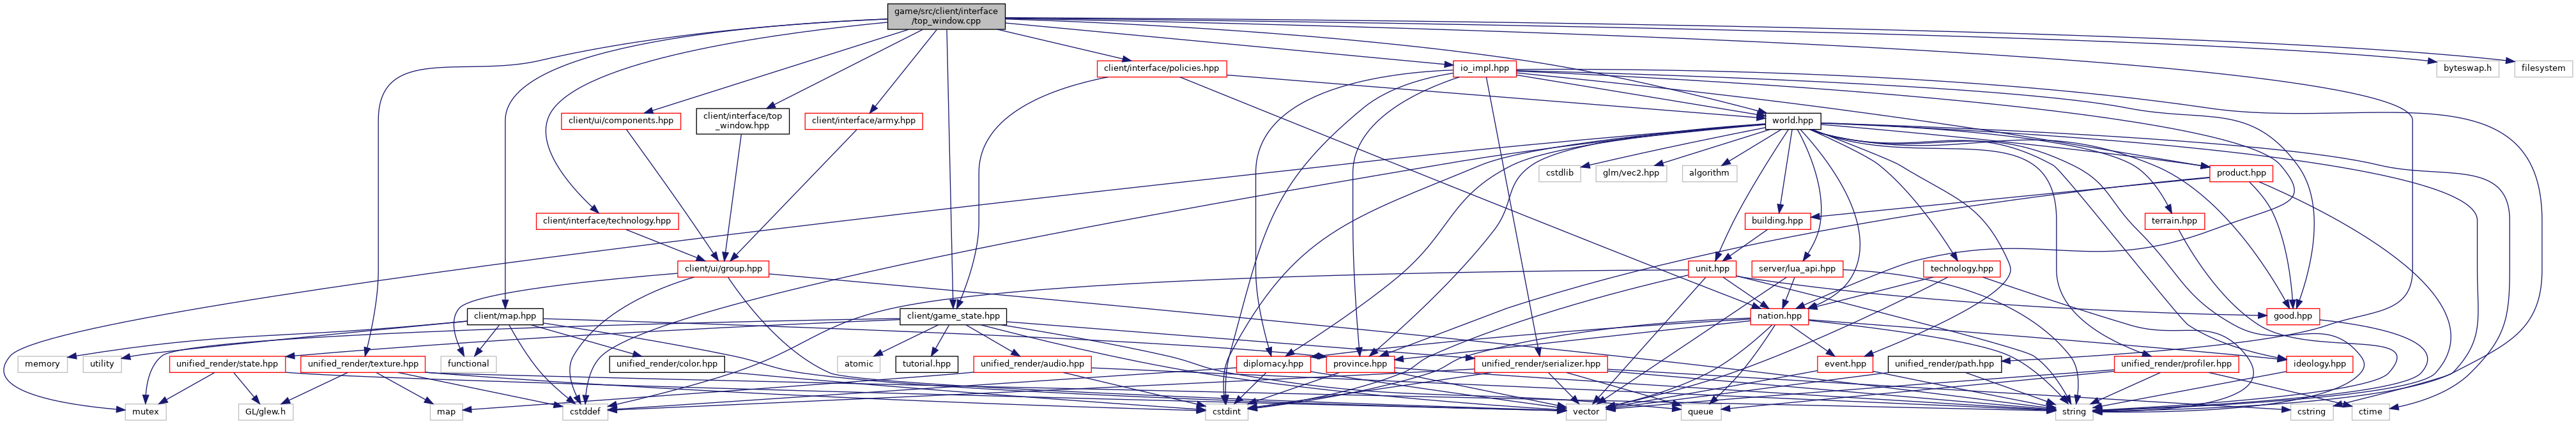 game/src/client/interface
/top_window.cpp
client/interface/policies.hpp
io_impl.hpp
byteswap.h
filesystem
client/ui/components.hpp
client/interface/top
_window.hpp
client/interface/army.hpp
world.hpp
cstdlib
glm/vec2.hpp
algorithm
product.hpp
client/interface/technology.hpp
building.hpp
terrain.hpp
client/ui/group.hpp
unit.hpp
server/lua_api.hpp
technology.hpp
client/map.hpp
client/game_state.hpp
nation.hpp
good.hpp
memory
utility
unified_render/state.hpp
unified_render/texture.hpp
functional
unified_render/color.hpp
atomic
tutorial.hpp
unified_render/audio.hpp
diplomacy.hpp
province.hpp
unified_render/serializer.hpp
event.hpp
unified_render/path.hpp
unified_render/profiler.hpp
ideology.hpp
mutex
GL/glew.h
map
cstddef
cstdint
vector
queue
string
cstring
ctime